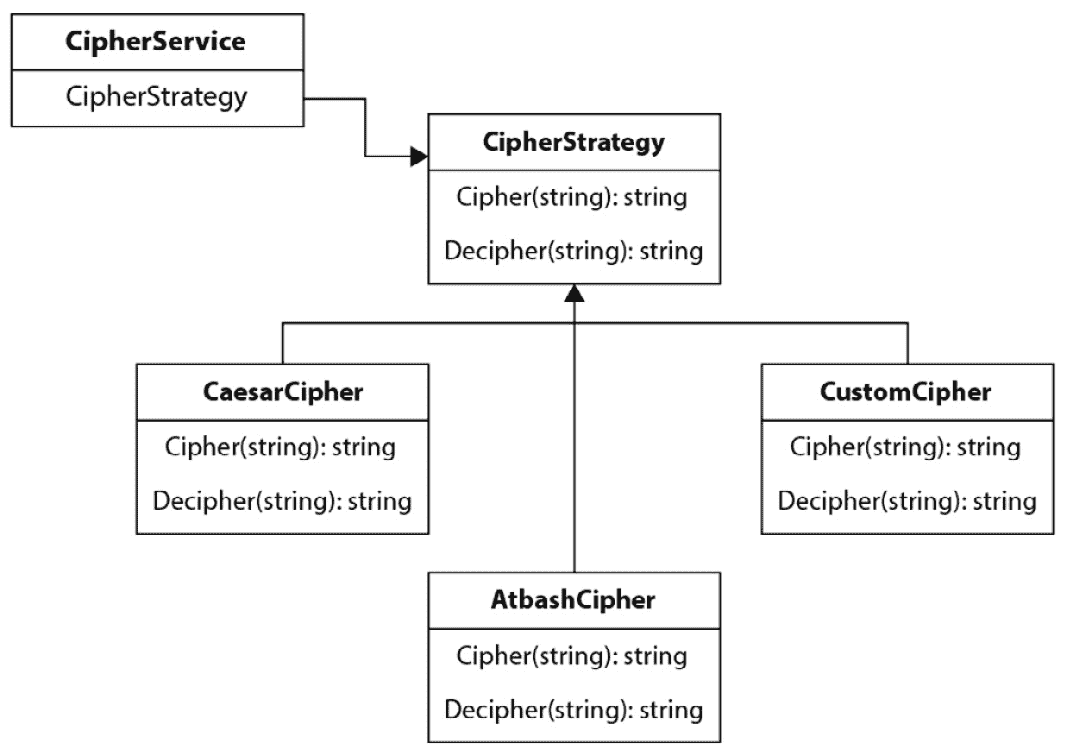 CipherService
CipherStrategy
CipherStrategy
Cipher(string): string
Decipher(string): string
CaesarCipher
Cipher(string): string
Decipher(string): string
CustomCipher
Cipher(string): string
Decipher(string): string
AtbashCipher
Cipher(string): string
Decipher(string): string